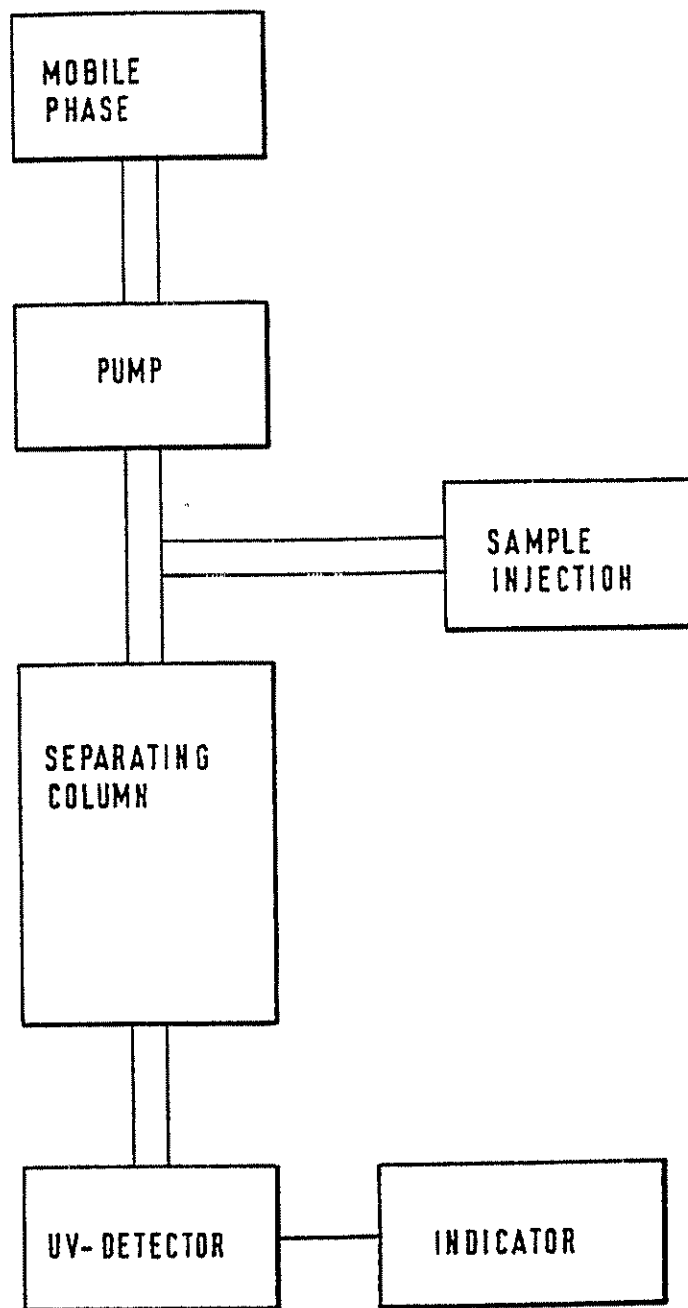 MOBILE
PHASE
PUMP
SAMPLE
INJECTION
SEPARATING
COLUMN
UV-DETECTOR
INDICATOR